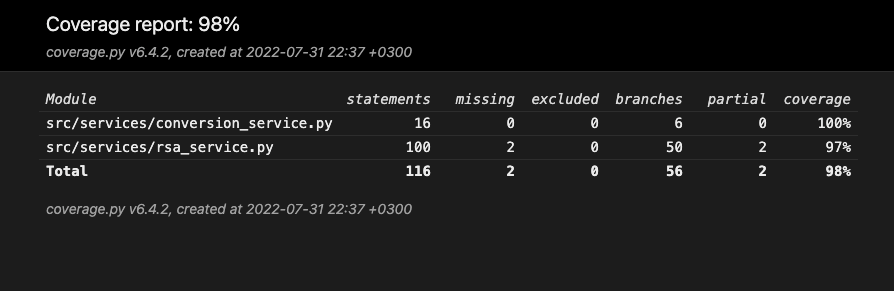 Coverage report: 98%
coverage.py v6.4.2, created at 2022-07-31 22:37 +0300
Module statements missing excluded branches partial coverage
src/services/conversion_service.py 16 0 0 6 0 100%
src/services/rsa_service.py 100 2 0 50 2 97%
Total 116 2 0 56 2 98%
coverage.py v6.4.2, created at 2022-07-31 22:37 +0300